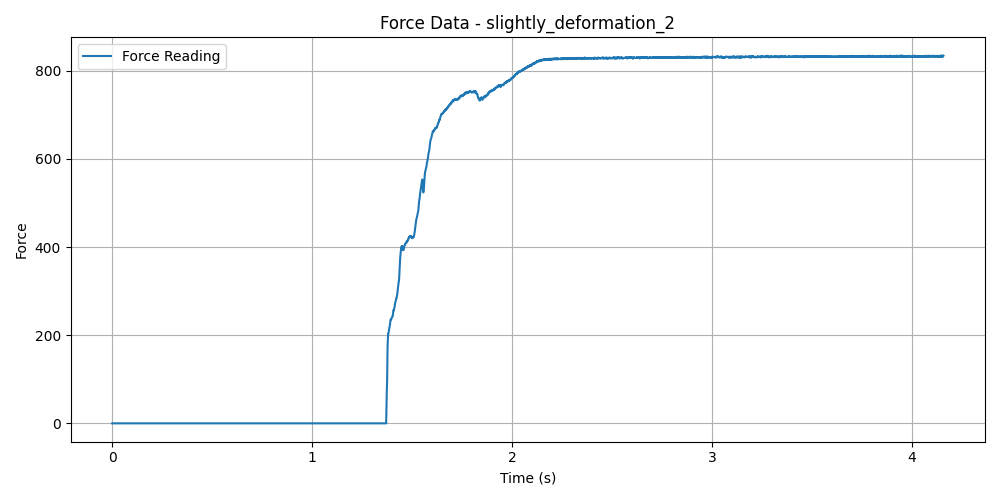 Force Data - slightly_deformation_2
Force Reading
800
600
400
200
0
Force
0 1 2 3 4
Time (s)